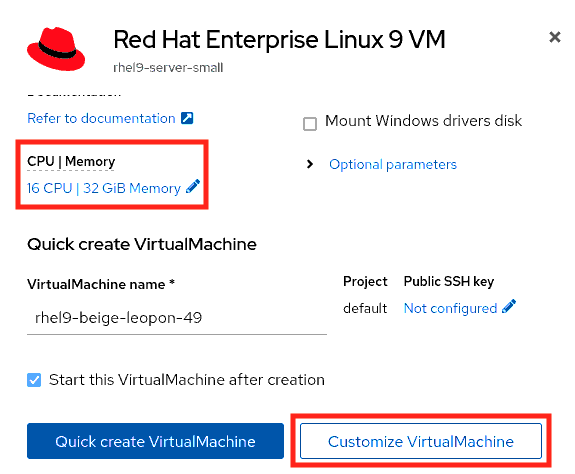 Red Hat Enterprise Linux 9 VM
rhel9-server-small
Documentation
Refer to documentation
Mount Windows drivers disk
CPU | Memory
16 CPU | 32 GiB Memory
Optional parameters
Quick create VirtualMachine
VirtualMachine name *
Project
Public SSH key
rhel9-beige-leopon-49
default
Not configured
Start this VirtualMachine after creation
Quick create VirtualMachine
Customize VirtualMachine